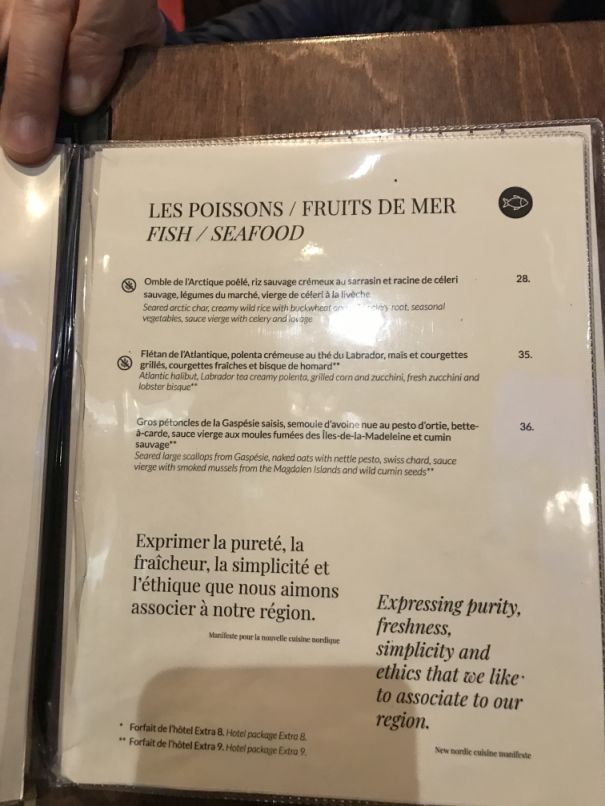 LES POISSONS / FRUITS DE MER
FISH / SEAFOOD
Omble de l'Arctique poêlé, riz sauvage crémeux au sarrasin et racine de céleri 28.
sauvage, légumes du marché, vierge de céleri à la livèche
Seared arctic char, creamy wild rice with buckwheat root, seasonal
vegetables, sauce vierge with celery and lovage
Flétan de l'Atlantique, polenta crémeuse au thé du Labrador, maïs et courgettes 35.
grillés, courgettes fraîches et bisque de homard**
Atlantic halibut, Labrador tea creamy polenta, grilled corn and zucchini, fresh zucchini and
lobster bisque**
Gros pétoncles de la Gaspésie saisis, semoule d'avoine nue au pesto d'ortie, bette- 36.
à-carde, sauce vierge aux moules fumées des Îles-de-la-Madeleine et cumin
sauvage**
Seared large scallops from Gaspésie, naked oats with nettle pesto, swiss chard, sauce
vierge with smoked mussels from the Magdalen Islands and wild cumin seeds**
Exprimer la pureté, la
fraîcheur, la simplicité et
l'éthique que nous aimons
associer à notre région.
Manifeste pour la nouvelle cuisine nordique
Expressing purity,
freshness,
simplicity and
ethics that we like
to associate to our
region.
New nordic cuisine manifeste
* Forfait de l'hôtel Extra 8. Hotel package Extra 8.
** Forfait de l'hôtel Extra 9. Hotel package Extra 9.